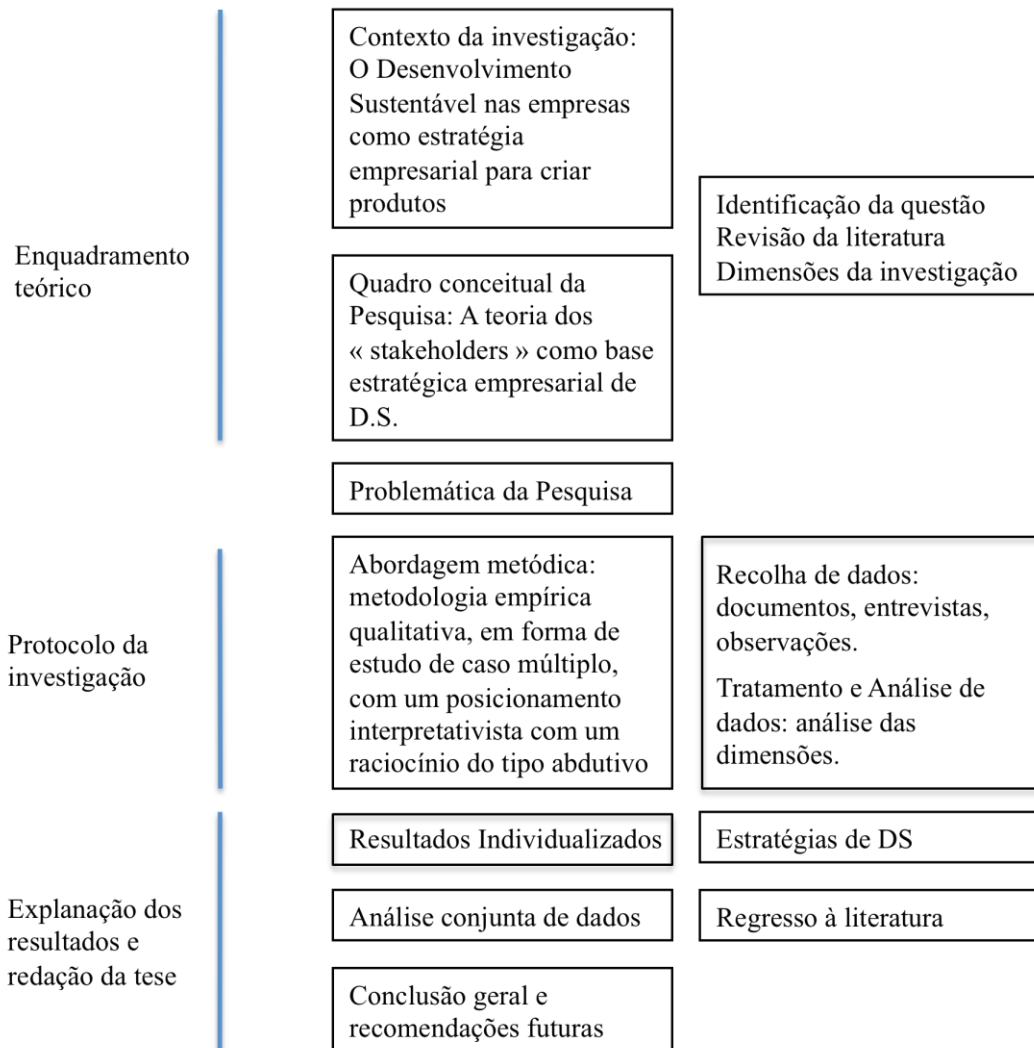 Enquadramento
teórico
Contexto da investigação:
O Desenvolvimento
Sustentável nas empresas
como estratégia
empresarial para criar
produtos
Quadro conceitual da
Pesquisa: A teoria dos
« stakeholders » como base
estratégica empresarial de
D.S.
Identificação da questão
Revisão da literatura
Dimensões da investigação
Problemática da Pesquisa
Protocolo da
investigação
Abordagem metódica:
metodologia empírica
qualitativa, em forma de
estudo de caso múltiplo,
com um posicionamento
interpretativista com um
raciocínio do tipo abdutivo
Recolha de dados:
documentos, entrevistas,
observações.
Tratamento e Análise de
dados: análise das
dimensões.
Explanação dos
resultados e
redação da tese
Resultados Individualizados
Estratégias de DS
Análise conjunta de dados
Regresso à literatura
Conclusão geral e
recomendações futuras